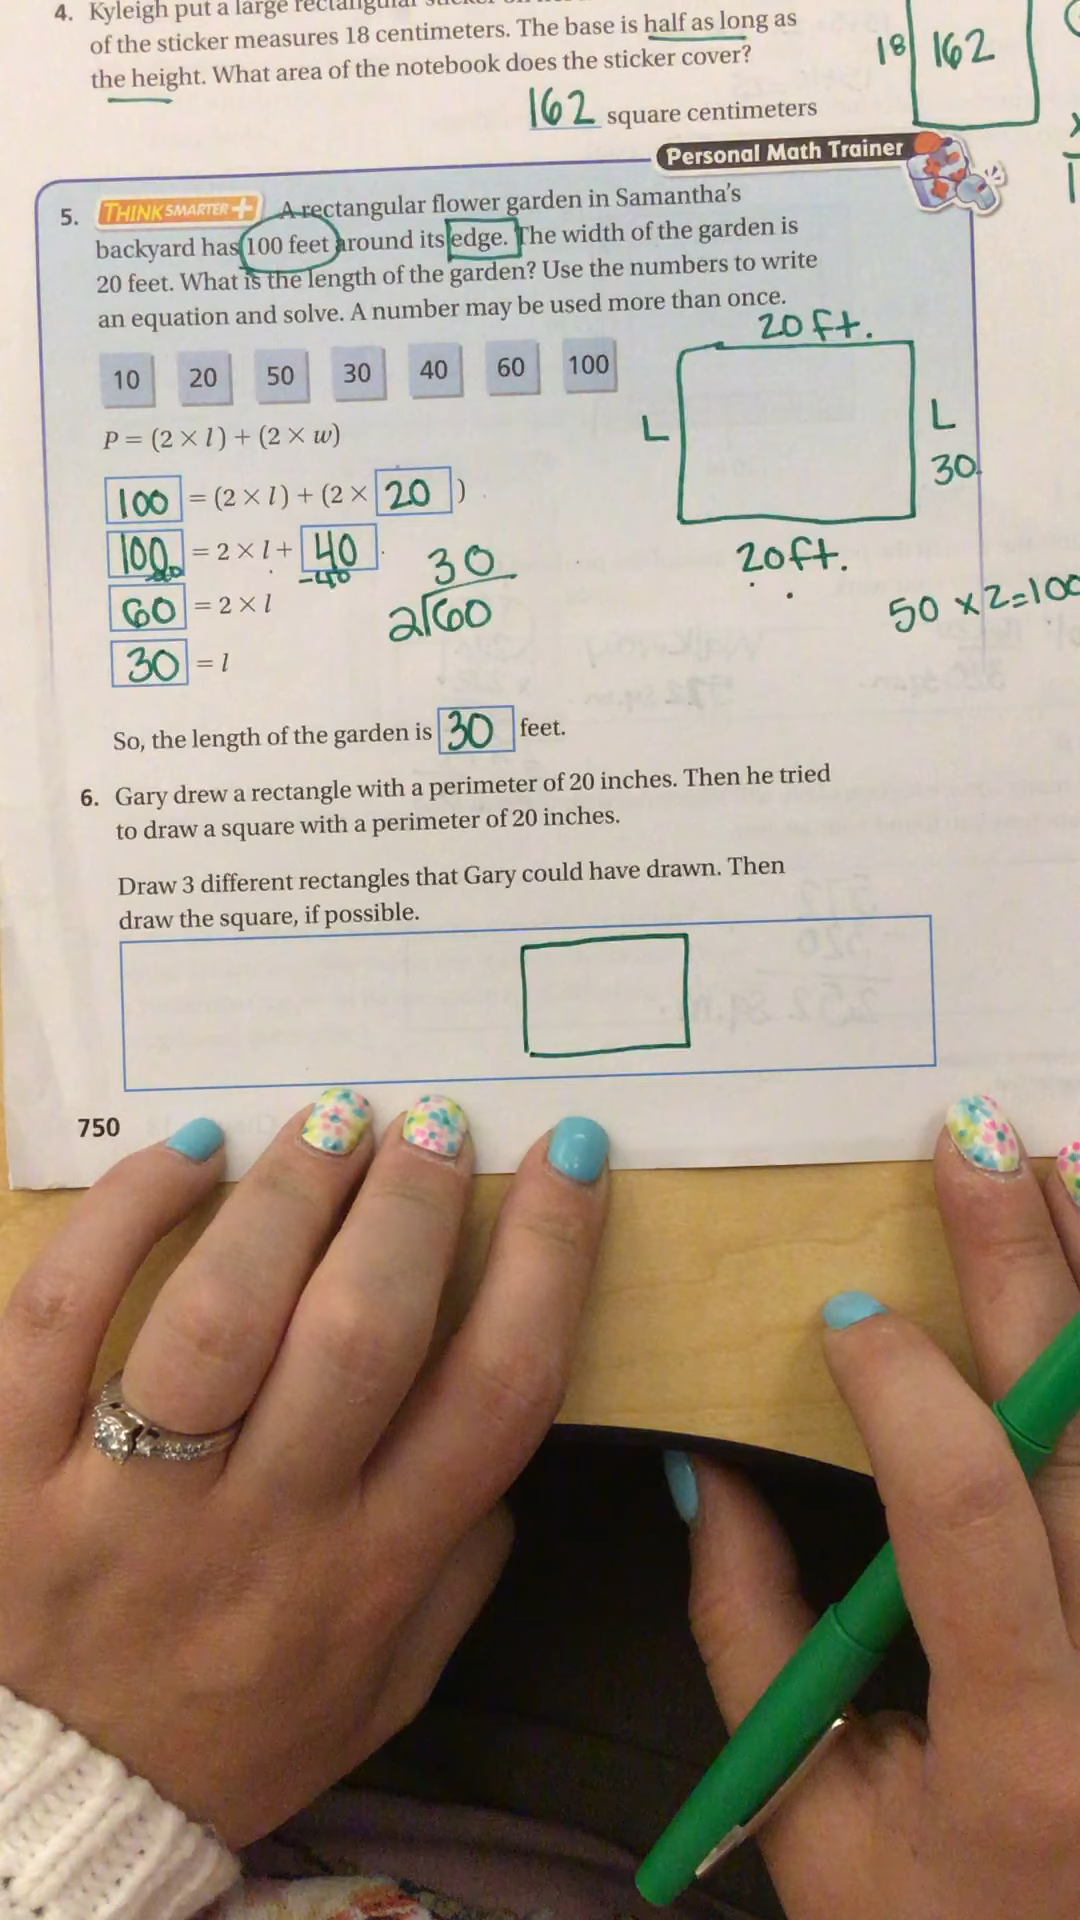 4. Kyleigh put a large rectangular sticker on
of the sticker measures 18 centimeters. The base is half as long as
the height. What area of the notebook does the sticker cover?
18 162
162 square centimeters
Personal Math Trainer
5. THINKSMARTER+ A rectangular flower garden in Samantha's
backyard has 100 feet around its edge. The width of the garden is
20 feet. What is the length of the garden? Use the numbers to write
an equation and solve. A number may be used more than once.
10 20 50 30 40 60 100
20 ft.
L L
30
20 ft.
50 × 2 = 100
P = (2 × l) + (2 × w)
100 = (2 × l) + (2 × 20)
100 = 2 × l + 40
-40
60 = 2 × l
30 = l
30
2)60
So, the length of the garden is 30 feet.
6. Gary drew a rectangle with a perimeter of 20 inches. Then he tried
to draw a square with a perimeter of 20 inches.
Draw 3 different rectangles that Gary could have drawn. Then
draw the square, if possible.
750